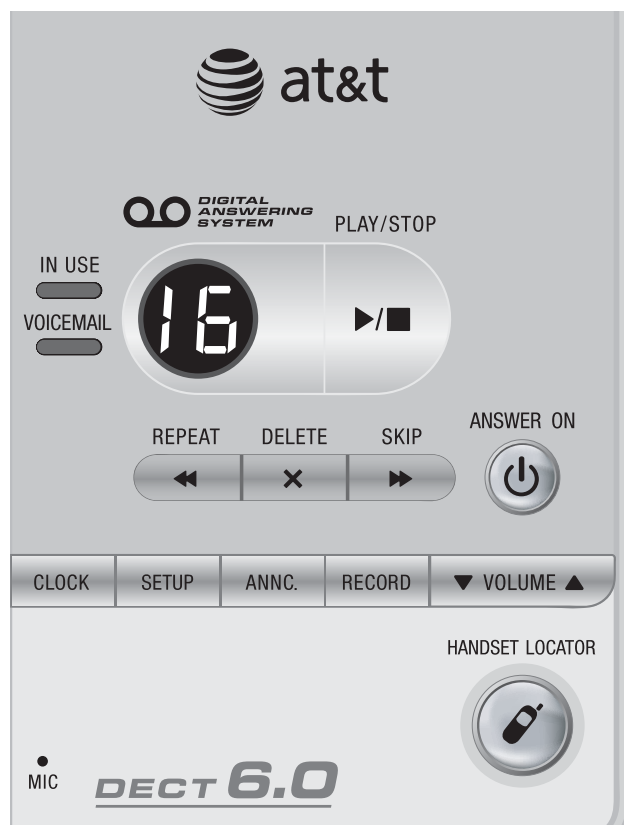 at&t
DIGITAL
ANSWERING
SYSTEM
PLAY/STOP
IN USE
16
VOICEMAIL
ANSWER ON
REPEAT DELETE SKIP
CLOCK SETUP ANNC. RECORD VOLUME
HANDSET LOCATOR
MIC
DECT 6.0